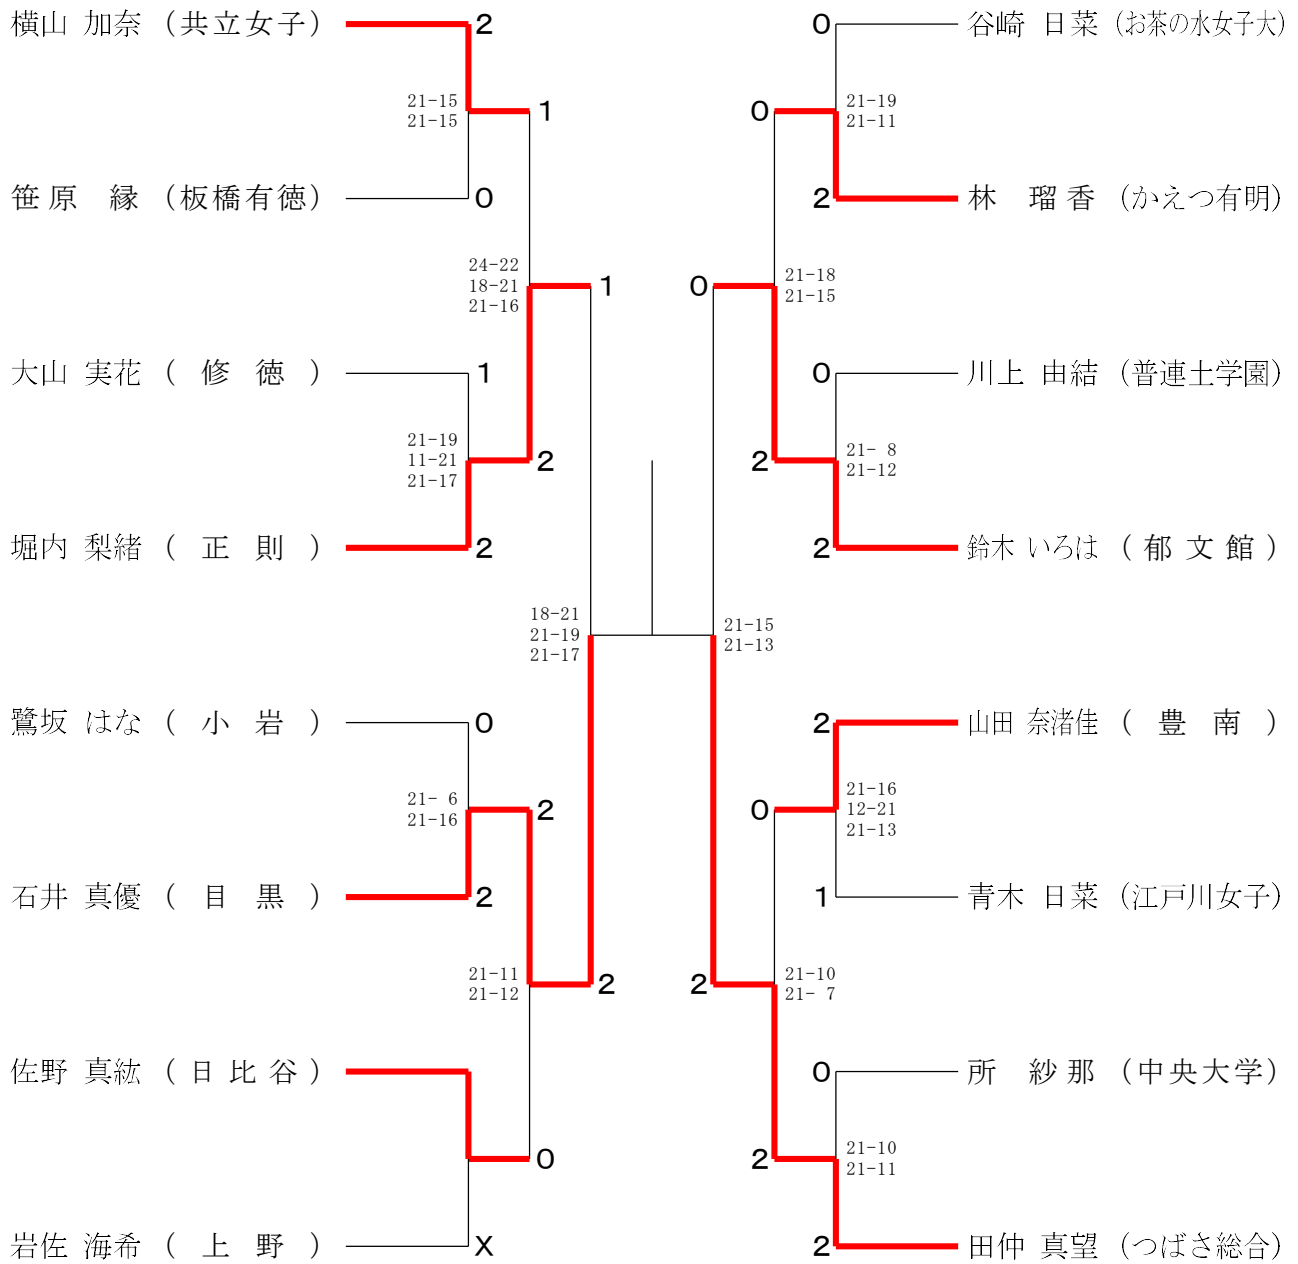 横山 加奈 (共立女子) 2
21-15
21-15
1
笹原 縁 (板橋有徳) 0
24-22
18-21
21-16
1
大山 実花 ( 修 徳 ) 1
21-19
11-21
21-17
2
堀内 梨緒 ( 正 則 ) 2
18-21
21-19
21-17
鷺坂 はな ( 小 岩 ) 0
21- 6
21-16
2
石井 真優 ( 目 黒 ) 2
21-11
21-12
2
佐野 真紘 ( 日 比 谷 )
0
岩佐 海希 ( 上 野 ) X
0 谷崎 日菜 (お茶の水女子大)
0
21-19
21-11
2 林 瑠香 (かえつ有明)
0
21-18
21-15
0 川上 由結 (普連土学園)
2
21- 8
21-12
2 鈴木 いろは ( 郁 文 館 )
21-15
21-13
2 山田 奈渚佳 ( 豊 南 )
0
21-16
12-21
21-13
1 青木 日菜 (江戸川女子)
2
21-10
21- 7
0 所 紗那 (中央大学)
2
21-10
21-11
2 田仲 真望 (つばさ総合)